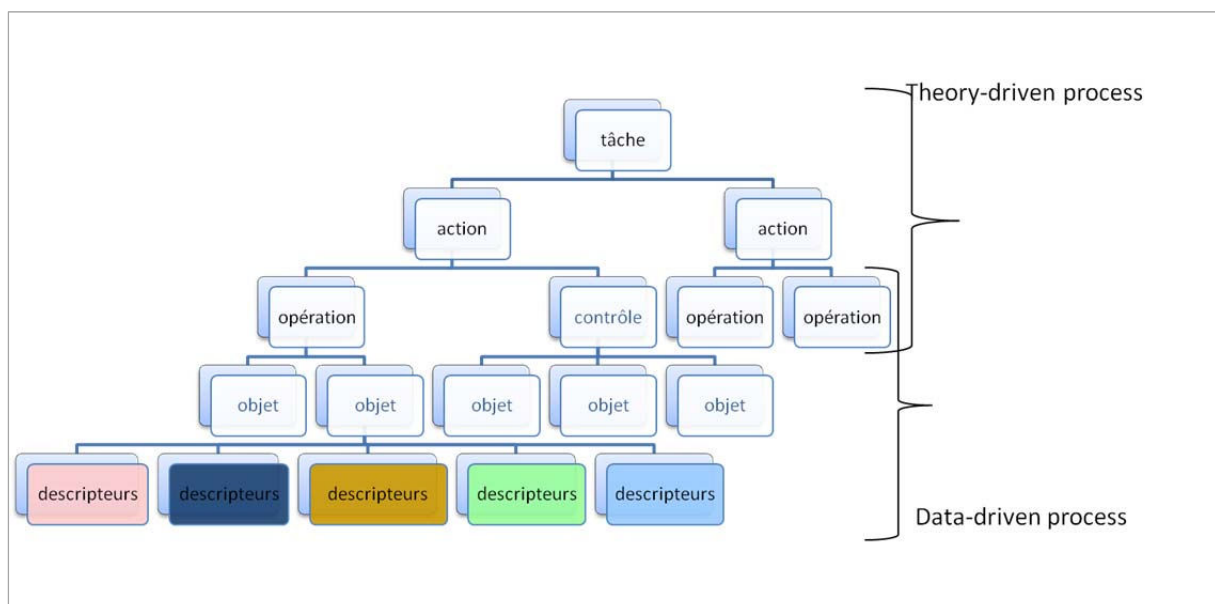 Theory-driven process
tâche
action
action
opération
contrôle
opération
opération
objet
objet
objet
objet
objet
descripteurs
descripteurs
descripteurs
descripteurs
descripteurs
Data-driven process